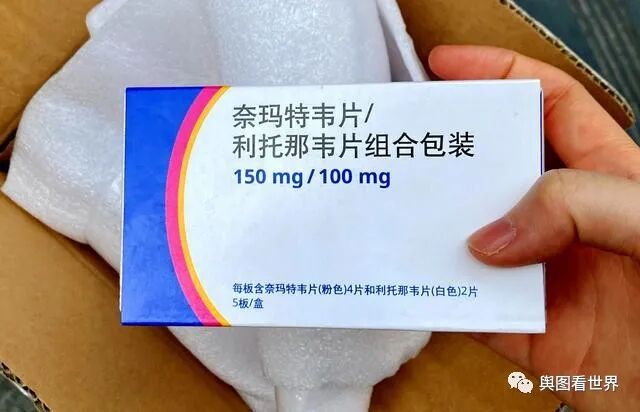 奈玛特韦片/
利托那韦片组合包装
150 mg/100 mg
每板含奈玛特韦片(粉色)4片和利托那韦片(白色)2片
5板/盒
舆图看世界